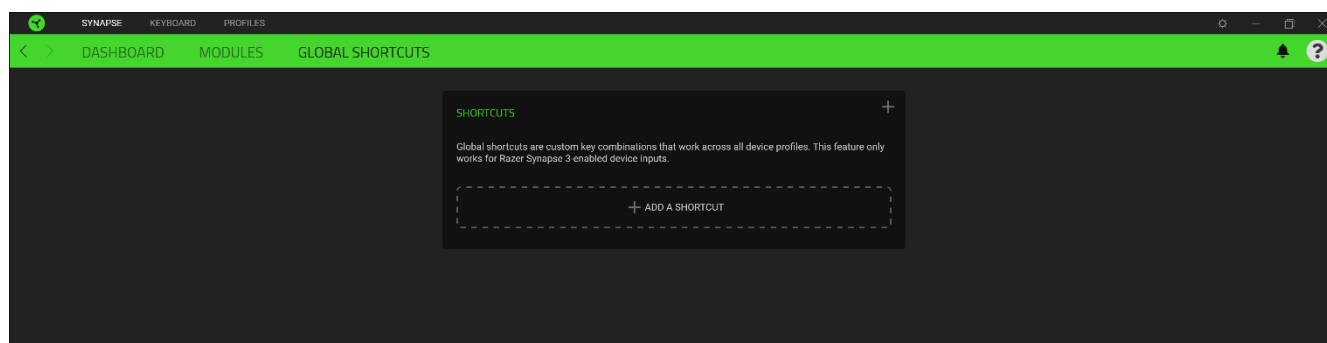 SYNAPSE KEYBOARD PROFILES
DASHBOARD MODULES GLOBAL SHORTCUTS
?
SHORTCUTS
Global shortcuts are custom key combinations that work across all device profiles. This feature only
works for Razer Synapse 3-enabled device inputs.
ADD A SHORTCUT